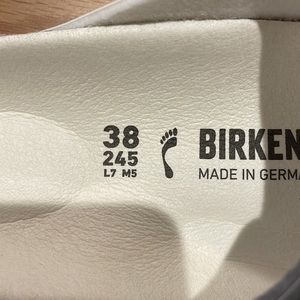 38
245
L7 M5
BIRKEN
MADE IN GERMA